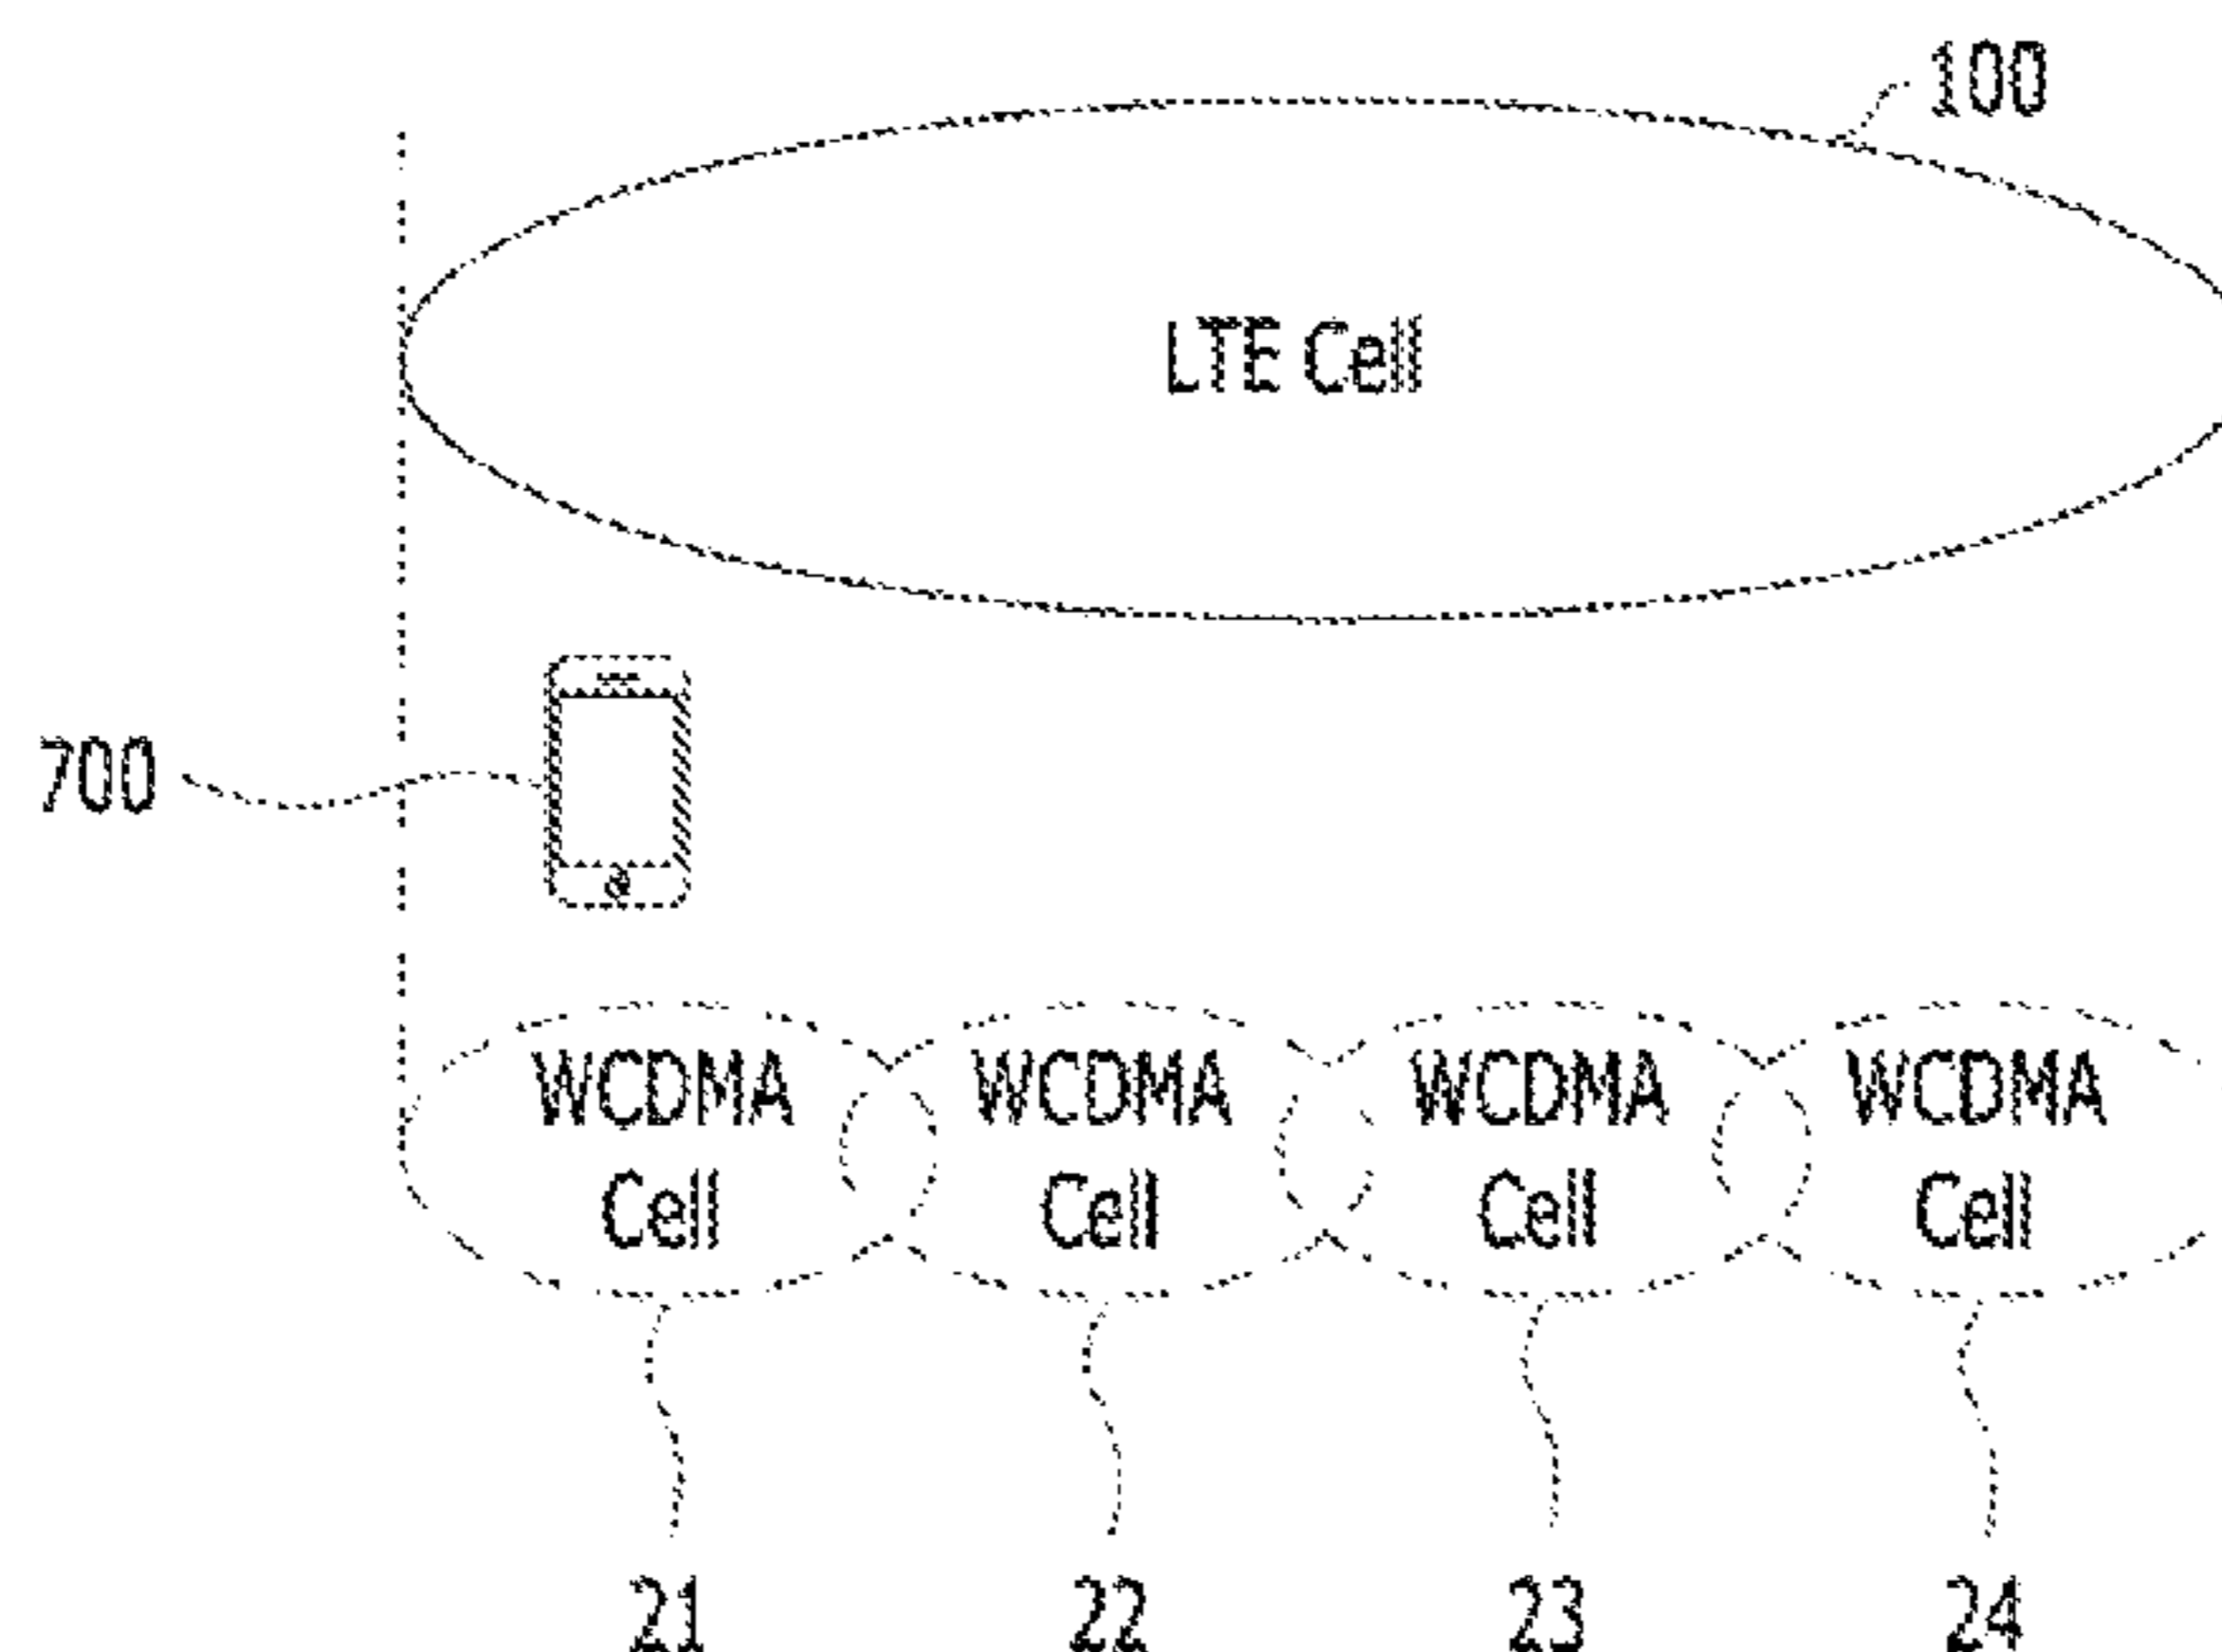 100
LTE Cell
700
WCDMA WCDMA WCDMA WCDMA
Cell Cell Cell Cell
21 22 23 24